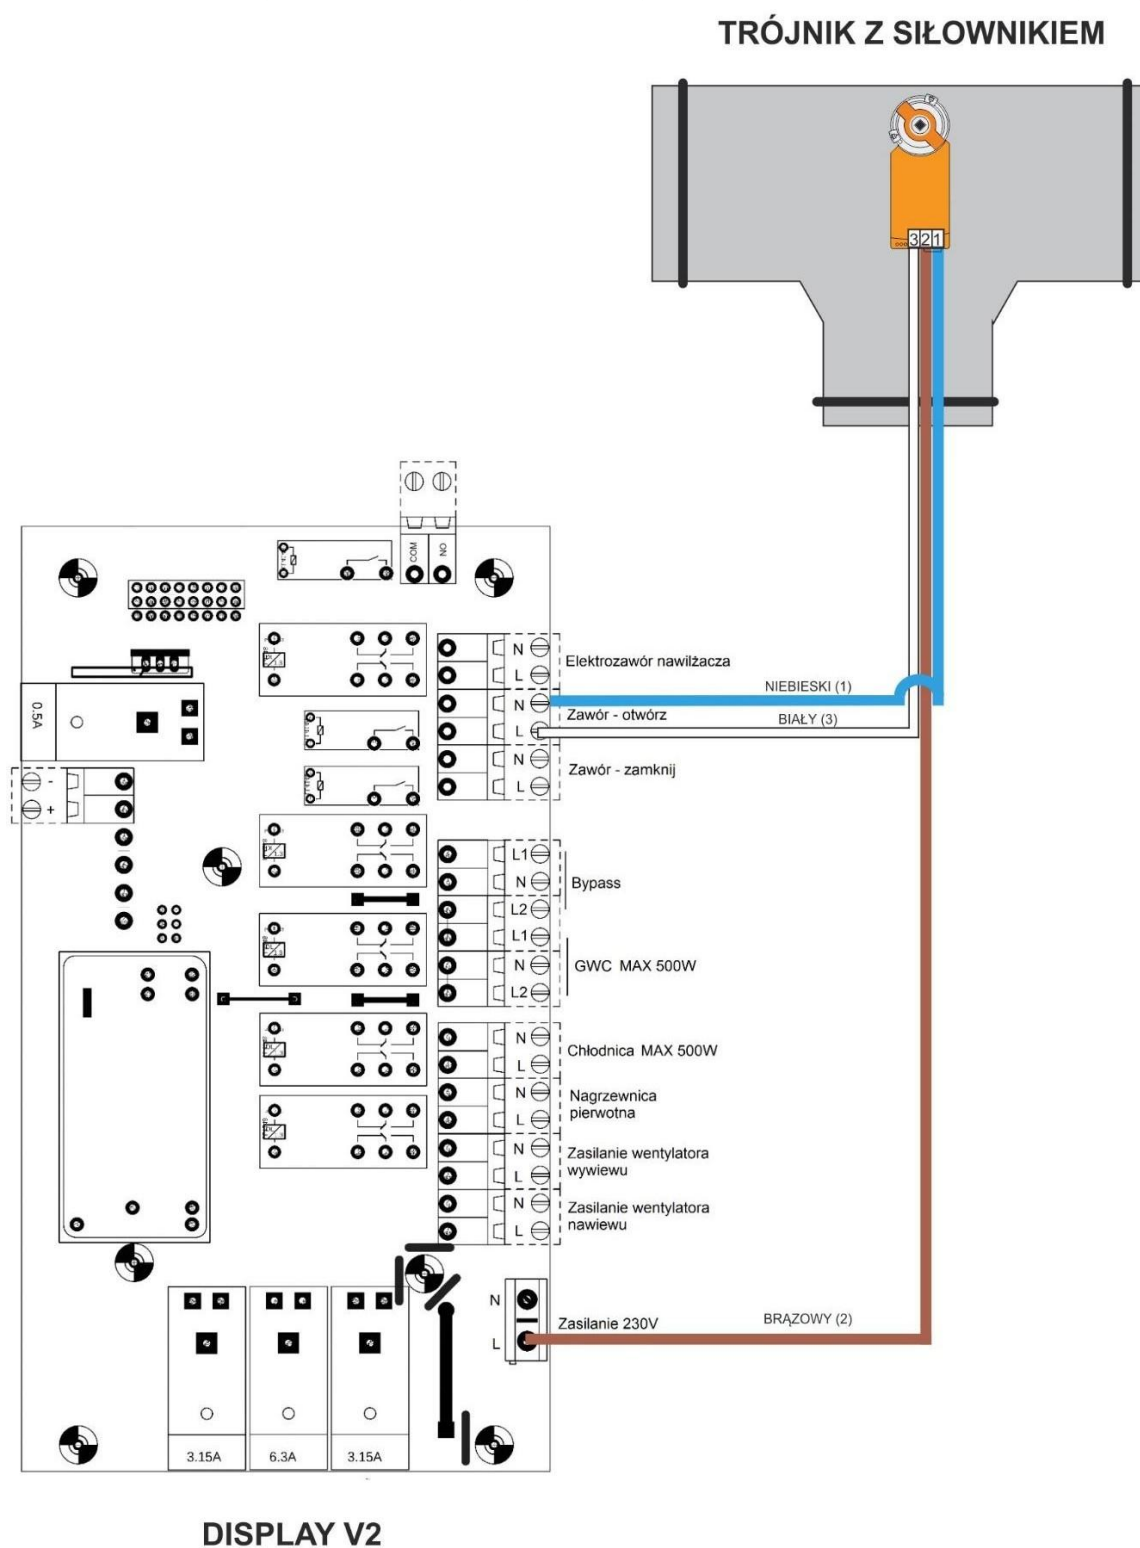 TRÓJNIK Z SIŁOWNIKIEM
3 2 1
COM
NO
N
L
Elektrozawór nawilżacza
NIEBIESKI (1)
N
Zawór - otwórz
BIAŁY (3)
L
N
Zawór - zamknij
L
0.5A
-
+
L1
N
Bypass
L2
L1
N
GWC MAX 500W
L2
N
Chłodnica MAX 500W
L
N
Nagrzewnica
pierwotna
L
N
Zasilanie wentylatora
wywiewu
L
N
Zasilanie wentylatora
nawiewu
L
N
Zasilanie 230V
BRĄZOWY (2)
L
3.15A
6.3A
3.15A
DISPLAY V2